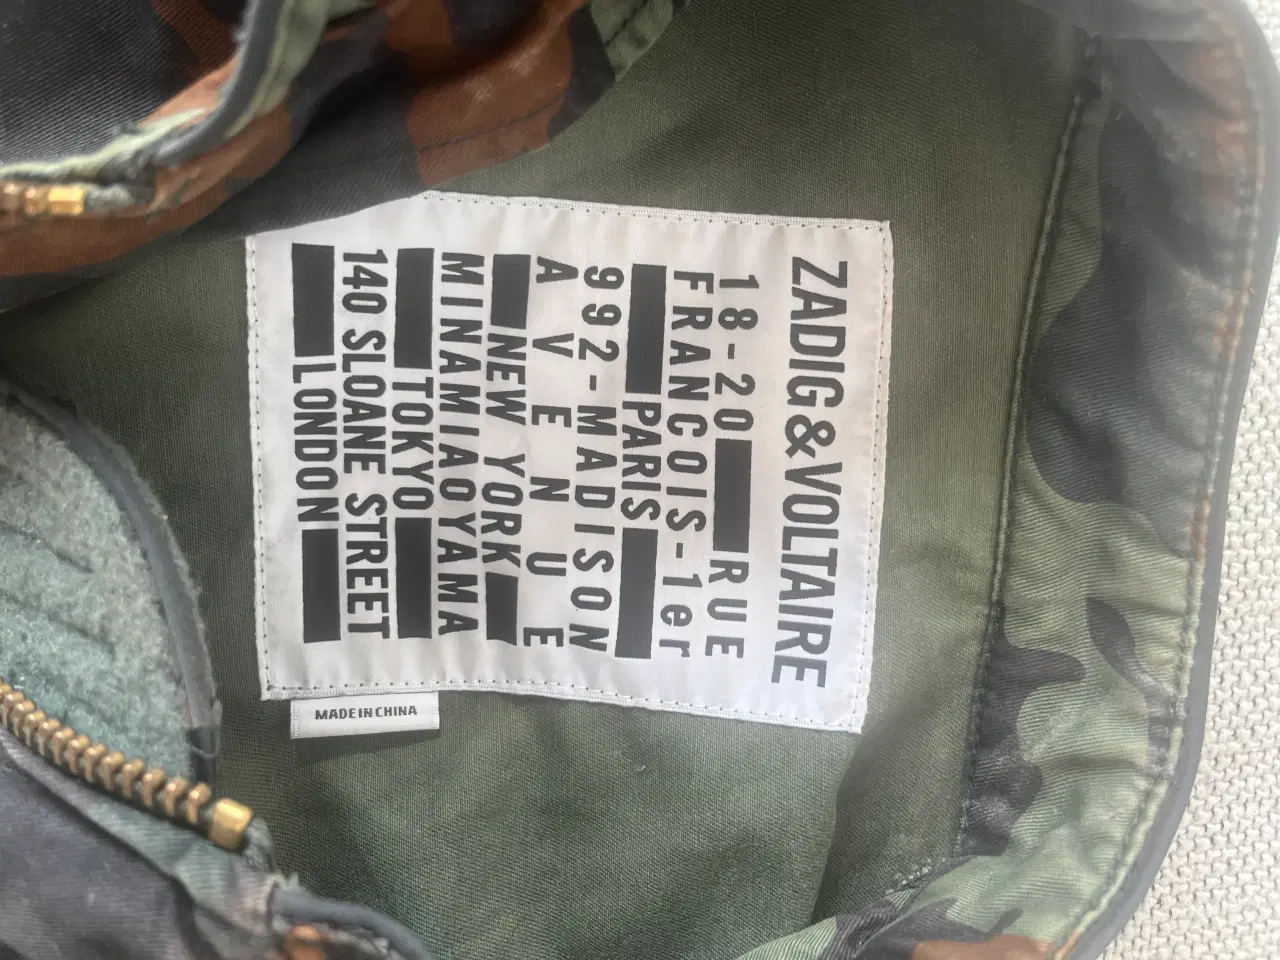 ZADIG&VOLTAIRE
18-20 RUE
FRANCOIS-1er
PARIS
992-MADISON
AVENUE
NEW YORK
MINAMIAOYAMA
TOKYO
140 SLOANE STREET
LONDON
MADE IN CHINA